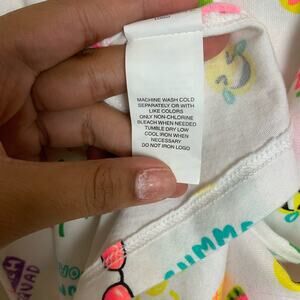 MACHINE WASH COLD
SEPARATELY OR WITH
LIKE COLORS
ONLY NON-CHLORINE
BLEACH WHEN NEEDED
TUMBLE DRY LOW
COOL IRON WHEN
NECESSARY
DO NOT IRON LOGO
SUMM